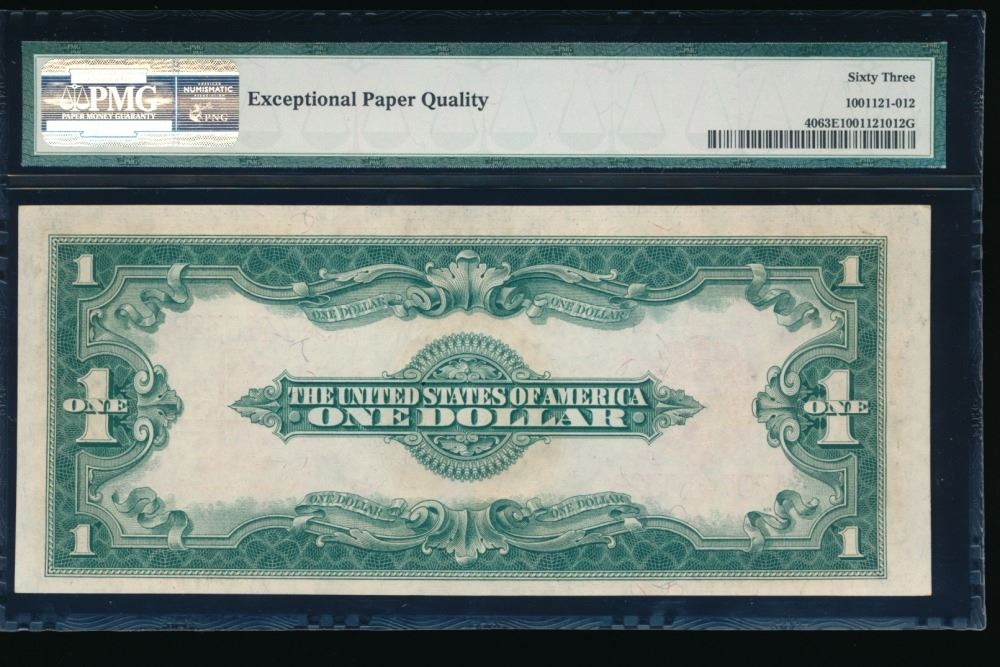 PMG
PAPER MONEY GUARANTY
NUMISMATIC
PNG
Exceptional Paper Quality
Sixty Three
1001121-012
4063E1001121012G
1
1
ONE DOLLAR
ONE DOLLAR
THE UNITED STATES OF AMERICA
ONE DOLLAR
1
ONE
1
ONE
ONE DOLLAR
ONE DOLLAR
1
1